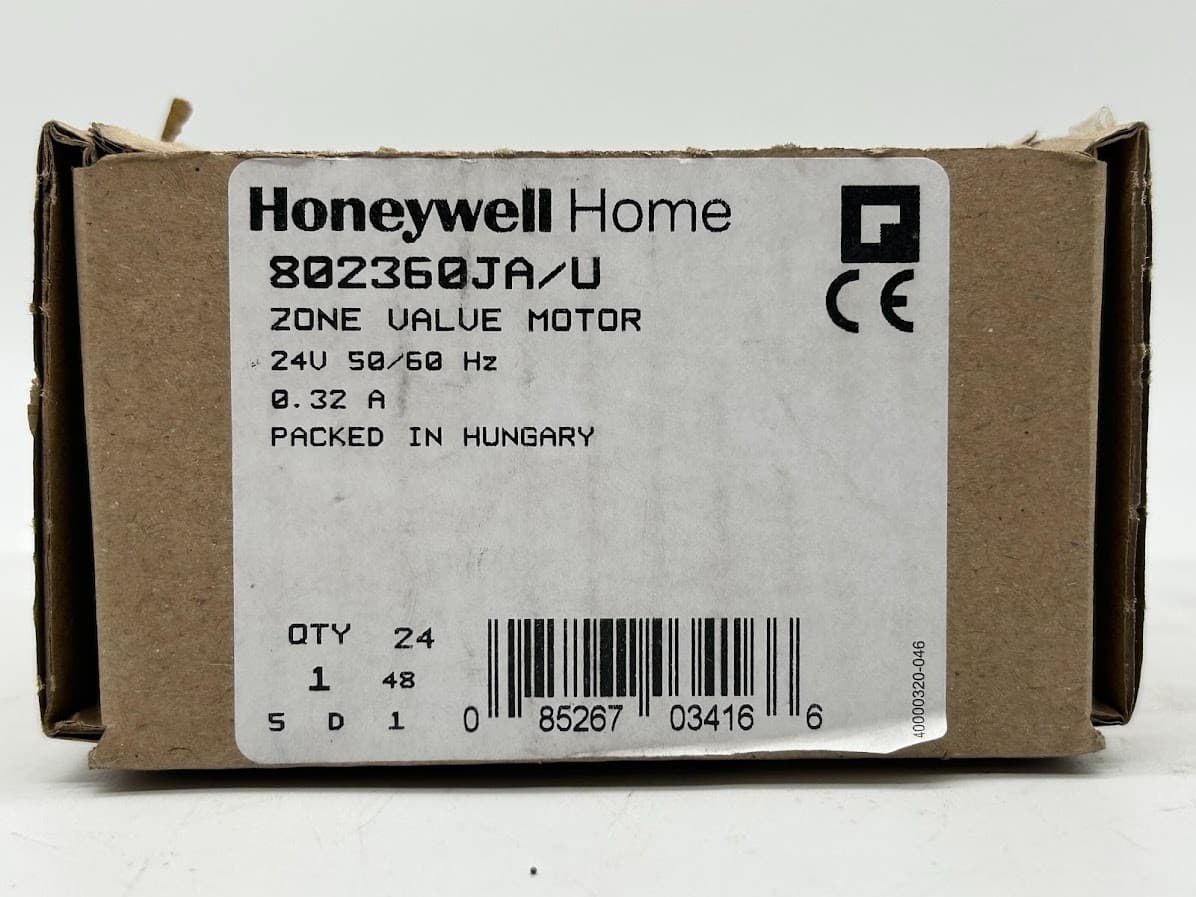 Honeywell Home
802360JA/U
ZONE VALVE MOTOR
24V 50/60 Hz
0.32 A
PACKED IN HUNGARY
CE
QTY 24
1 48
5 D 1
0 85267 03416 6
40000320-046